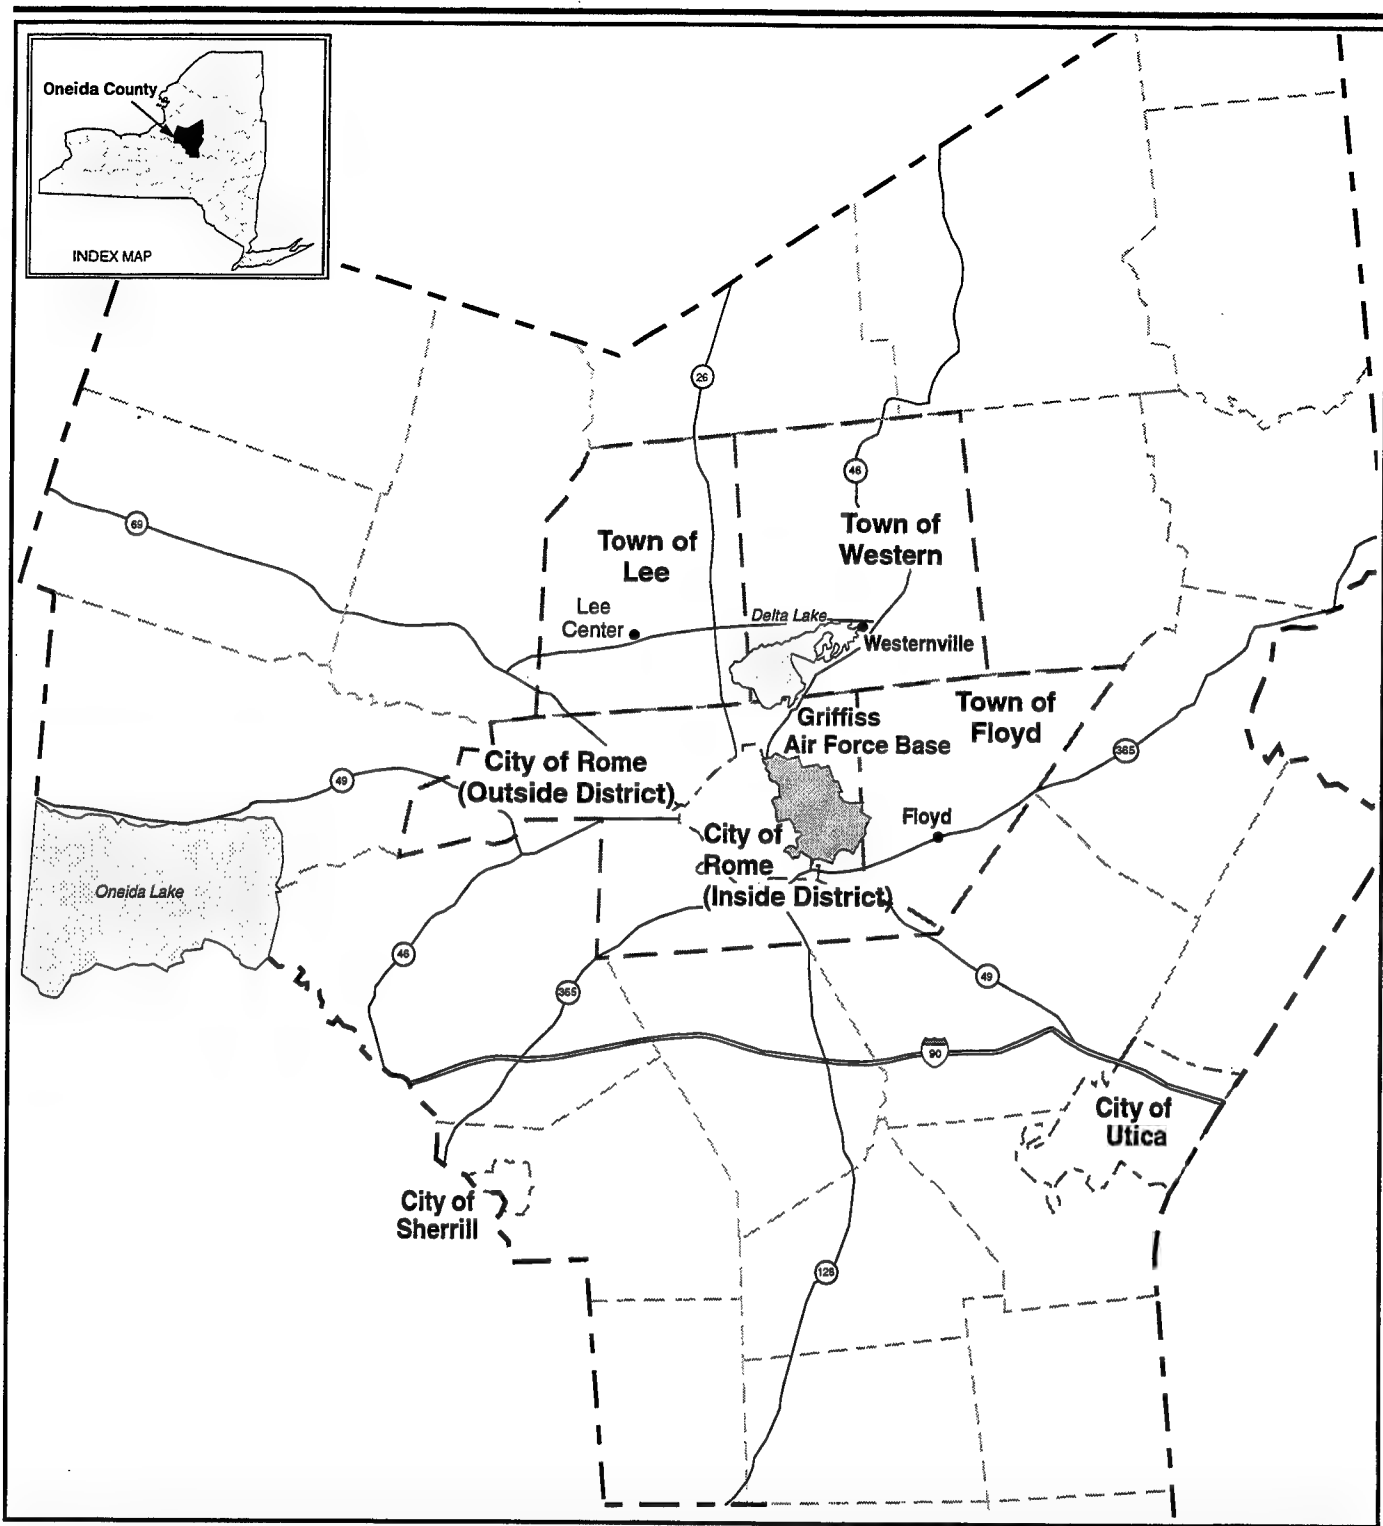 Oneida County
INDEX MAP
26
46
69
Town of
Lee
Town of
Western
Lee
Center
Delta Lake
Westernville
Griffiss
Air Force Base
Town of
Floyd
365
City of Rome
(Outside District)
49
Floyd
City of
Rome
(Inside District)
Oneida Lake
46
365
49
90
City of
Utica
City of
Sherrill
126